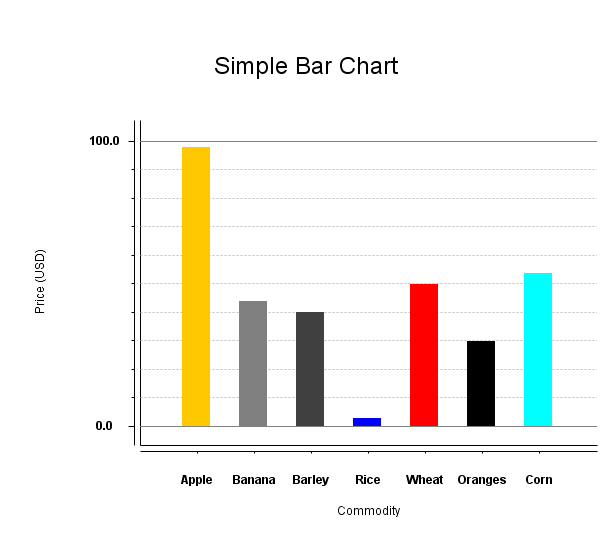 Simple Bar Chart
100.0
Price (USD)
0.0
Apple Banana Barley Rice Wheat Oranges Corn
Commodity